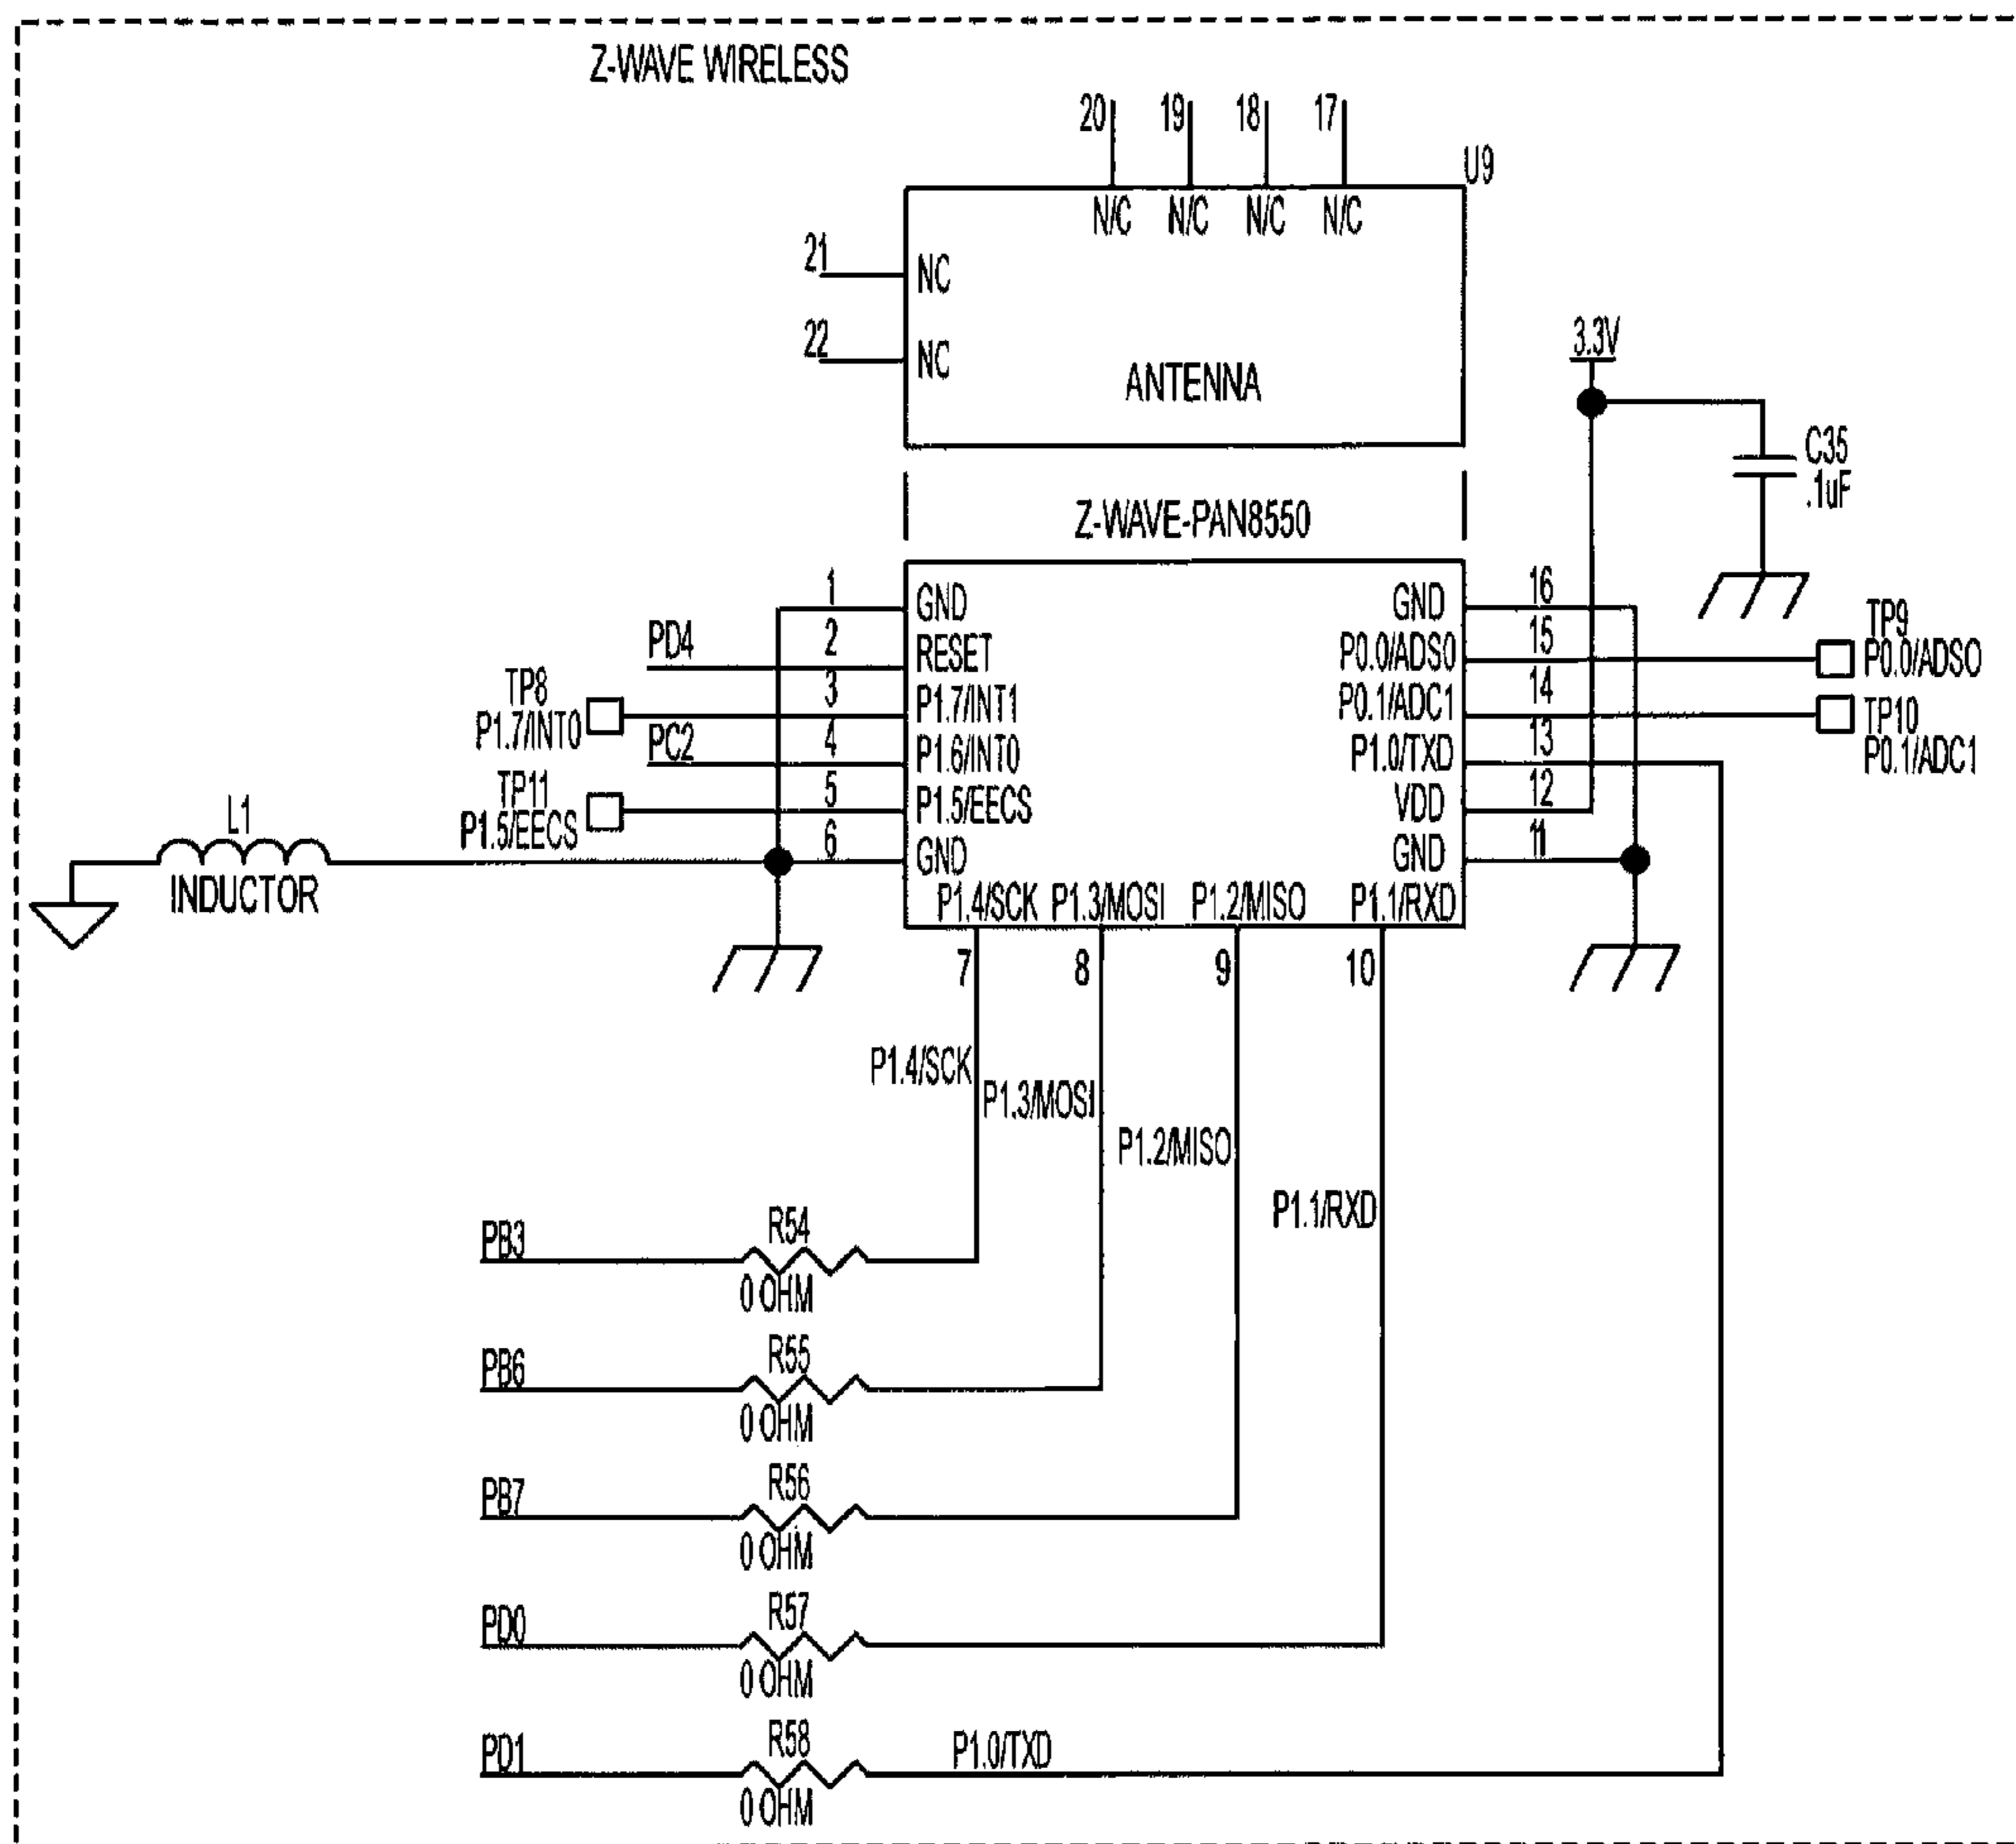 Z-WAVE WIRELESS
20 19 18 17
U9
N/C N/C N/C N/C
21 NC
22 NC
ANTENNA
3.3V
C35
.1uF
Z-WAVE-PAN8550
1 GND
GND 16
PD4 2 RESET
P0.0/ADS0 15
TP9
P0.0/ADSO
TP8
P1.7/INT0
3 P1.7/INT1
P0.1/ADC1 14
TP10
P0.1/ADC1
PC2 4 P1.6/INT0
P1.0/TXD 13
TP11
P1.5/EECS
5 P1.5/EECS
VDD 12
L1
INDUCTOR
6 GND
GND 11
P1.4/SCK P1.3/MOSI P1.2/MISO P1.1/RXD
7 8 9 10
P1.4/SCK
P1.3/MOSI
P1.2/MISO
P1.1/RXD
PB3 R54
0 OHM
PB6 R55
0 OHM
PB7 R56
0 OHM
PD0 R57
0 OHM
PD1 R58 P1.0/TXD
0 OHM